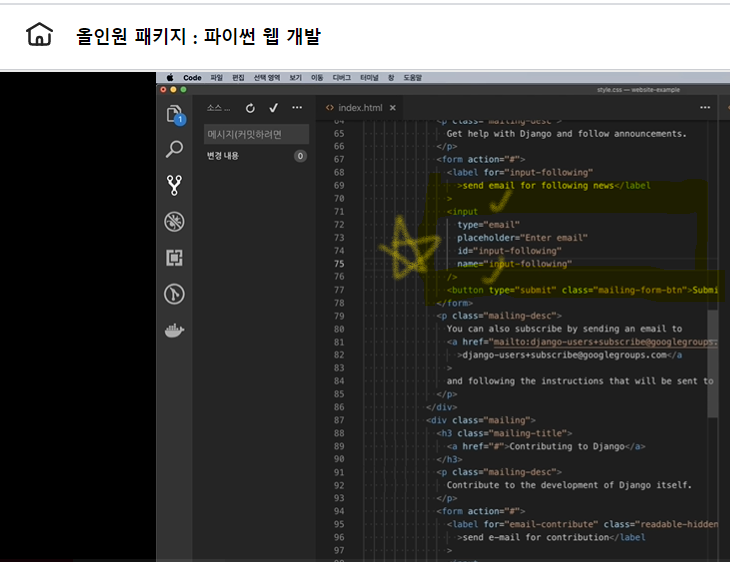 올인원 패키지 : 파이썬 웹 개발
Code 파일 편집 선택 영역 보기 이동 디버그 터미널 창 도움말
style.css — website-example
소스 ...
index.html
1
메시지(커밋하려면
변경 내용 0
64 <p class="mailing-desc">
65 Get help with Django and follow announcements.
66 </p>
67 <form action="#">
68 <label for="input-following"
69 >send email for following news</label
70 >
71 <input
72 type="email"
73 placeholder="Enter email"
74 id="input-following"
75 name="input-following"
76 />
77 <button type="submit" class="mailing-form-btn">Submi
78 </form>
79 <p class="mailing-desc">
80 You can also subscribe by sending an email to
81 <a href="mailto:django-users+subscribe@googlegroups.
82 >django-users+subscribe@googlegroups.com</a
83 >
84 and following the instructions that will be sent to
85 </p>
86 </div>
87 <div class="mailing">
88 <h3 class="mailing-title">
89 <a href="#">Contributing to Django</a>
90 </h3>
91 <p class="mailing-desc">
92 Contribute to the development of Django itself.
93 </p>
94 <form action="#">
95 <label for="email-contribute" class="readable-hidden
96 >send e-mail for contribution</label
97 >